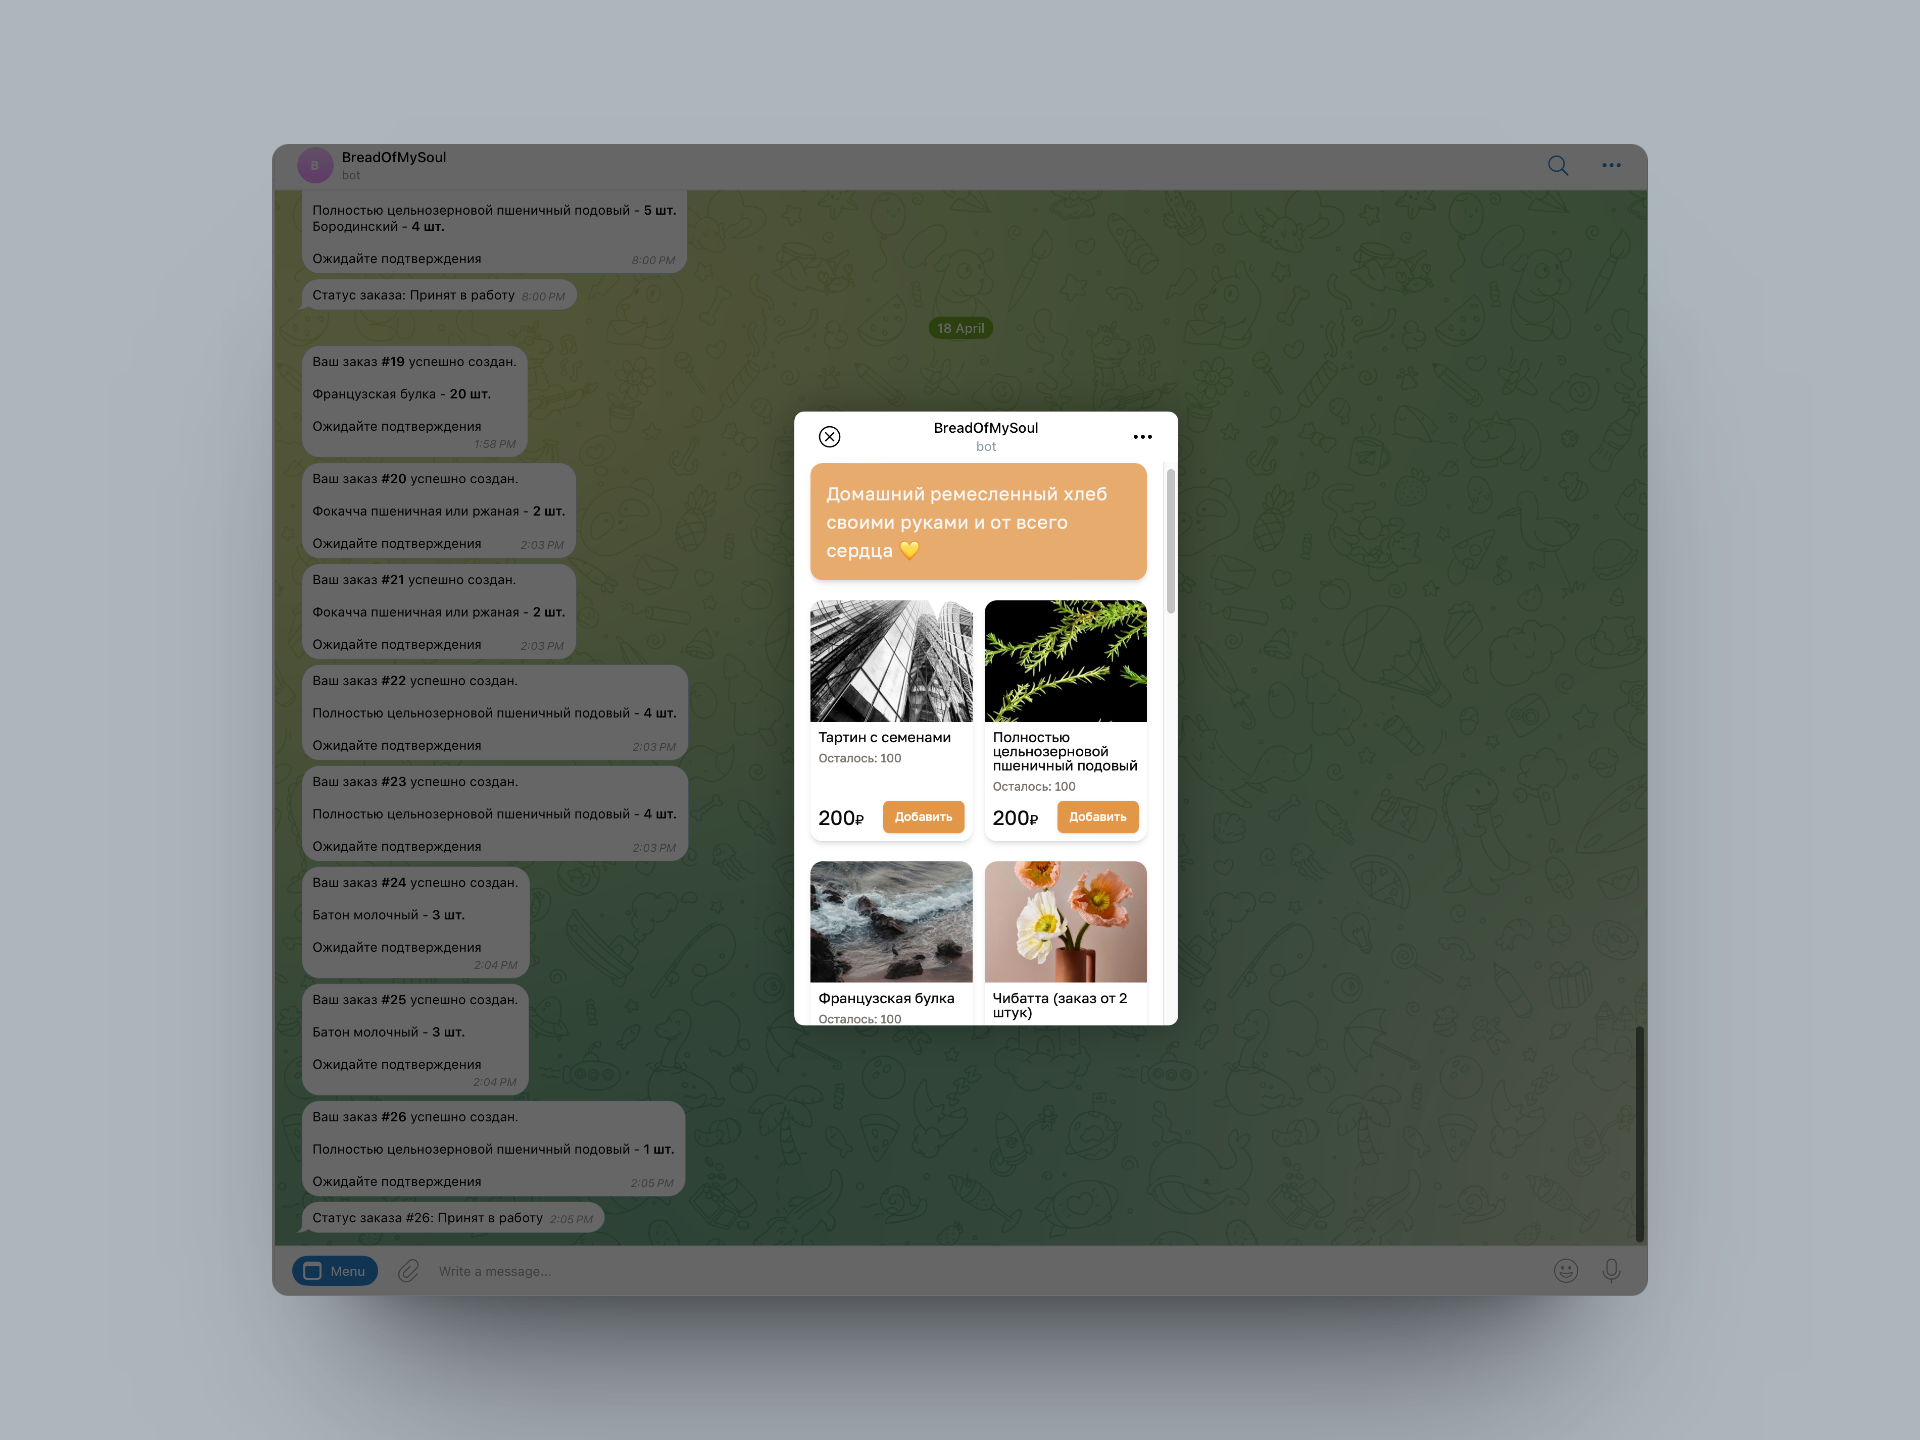 B
BreadOfMySoul
bot
Полностью цельнозерновой пшеничный подовый - 5 шт.
Бородинский - 4 шт.
Ожидайте подтверждения
8:00 PM
Статус заказа: Принят в работу 8:00 PM
18 April
Ваш заказ #19 успешно создан.
Французская булка - 20 шт.
Ожидайте подтверждения
1:58 PM
Ваш заказ #20 успешно создан.
Фокачча пшеничная или ржаная - 2 шт.
Ожидайте подтверждения
2:03 PM
Ваш заказ #21 успешно создан.
Фокачча пшеничная или ржаная - 2 шт.
Ожидайте подтверждения
2:03 PM
Ваш заказ #22 успешно создан.
Полностью цельнозерновой пшеничный подовый - 4 шт.
Ожидайте подтверждения
2:03 PM
Ваш заказ #23 успешно создан.
Полностью цельнозерновой пшеничный подовый - 4 шт.
Ожидайте подтверждения
2:03 PM
Ваш заказ #24 успешно создан.
Батон молочный - 3 шт.
Ожидайте подтверждения
2:04 PM
Ваш заказ #25 успешно создан.
Батон молочный - 3 шт.
Ожидайте подтверждения
2:04 PM
Ваш заказ #26 успешно создан.
Полностью цельнозерновой пшеничный подовый - 1 шт.
Ожидайте подтверждения
2:05 PM
Статус заказа #26: Принят в работу 2:05 PM
Menu
Write a message...
BreadOfMySoul
bot
Домашний ремесленный хлеб
своими руками и от всего
сердца 💛
Тартин с семенами
Осталось: 100
200₽
Добавить
Полностью
цельнозерновой
пшеничный подовый
Осталось: 100
200₽
Добавить
Французская булка
Осталось: 100
Чибатта (заказ от 2
штук)